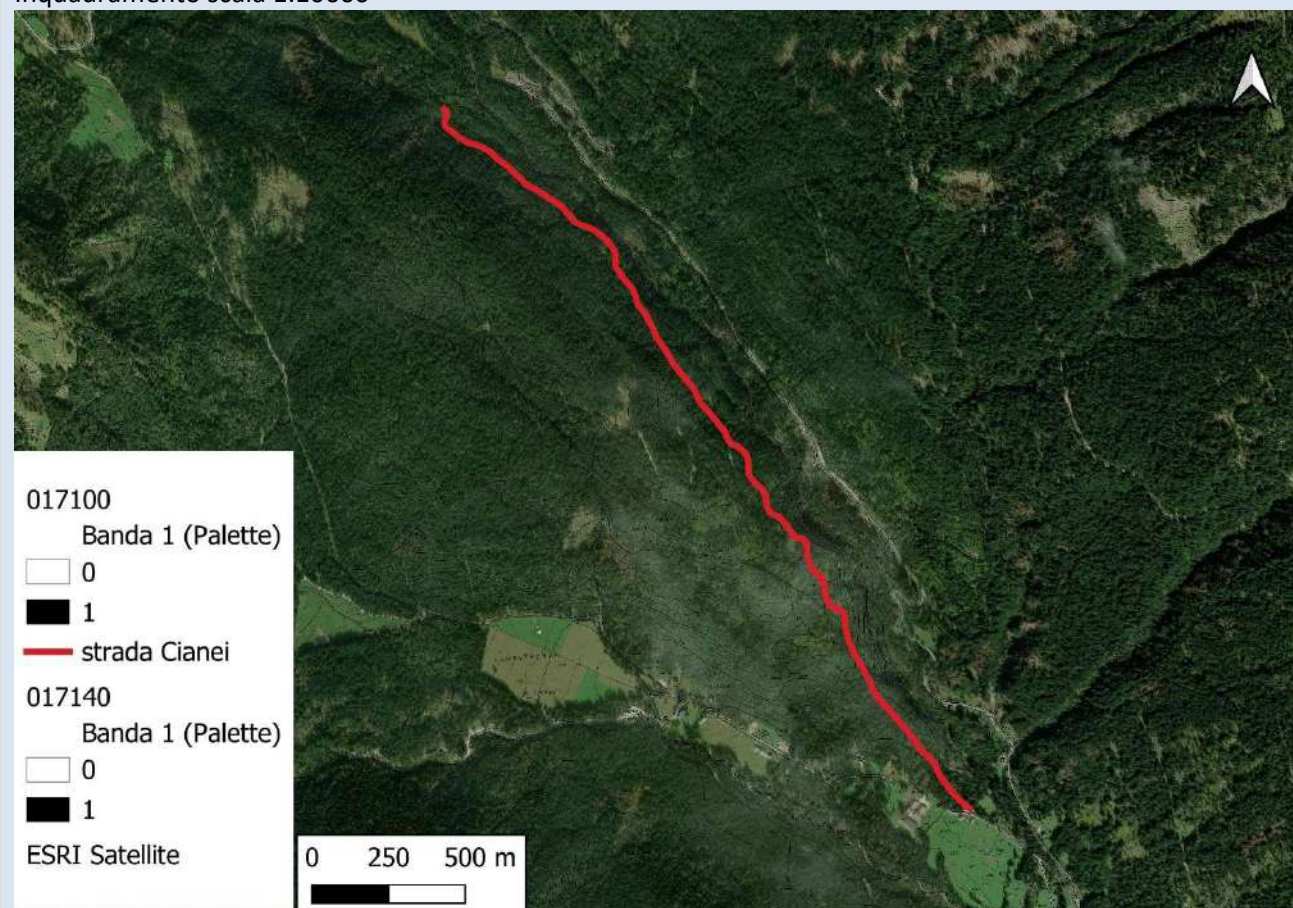 017100
Banda 1 (Palette)
0
1
strada Cianei
017140
Banda 1 (Palette)
0
1
ESRI Satellite
0 250 500 m